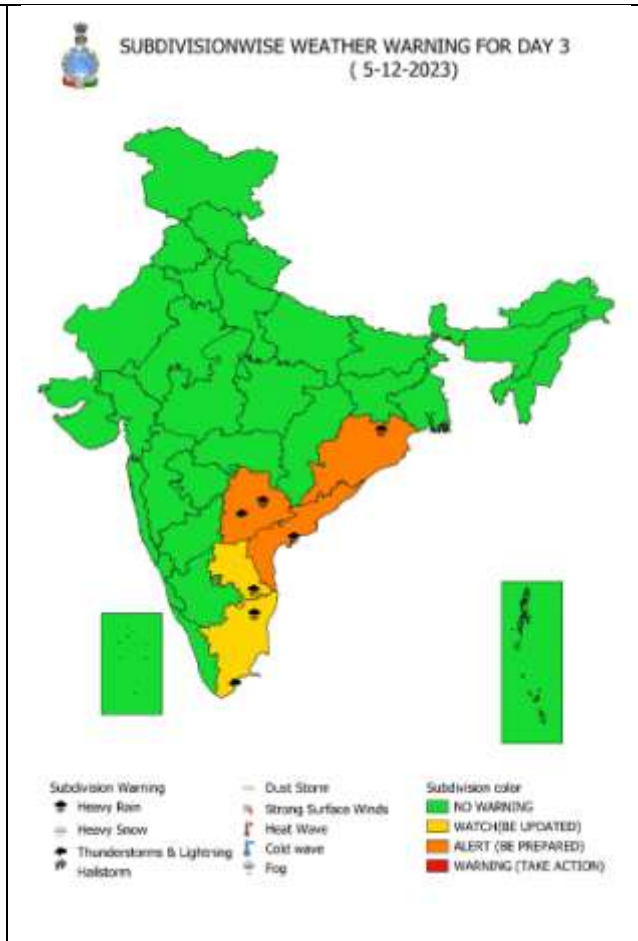 SUBDIVISIONWISE WEATHER WARNING FOR DAY 3
( 5-12-2023)
Subdivision Warning
Heavy Rain
Heavy Snow
Thunderstorms & Lightning
Hailstorm
Dust Storm
Strong Surface Winds
Heat Wave
Cold wave
Fog
Subdivision color
NO WARNING
WATCH(BE UPDATED)
ALERT (BE PREPARED)
WARNING (TAKE ACTION)